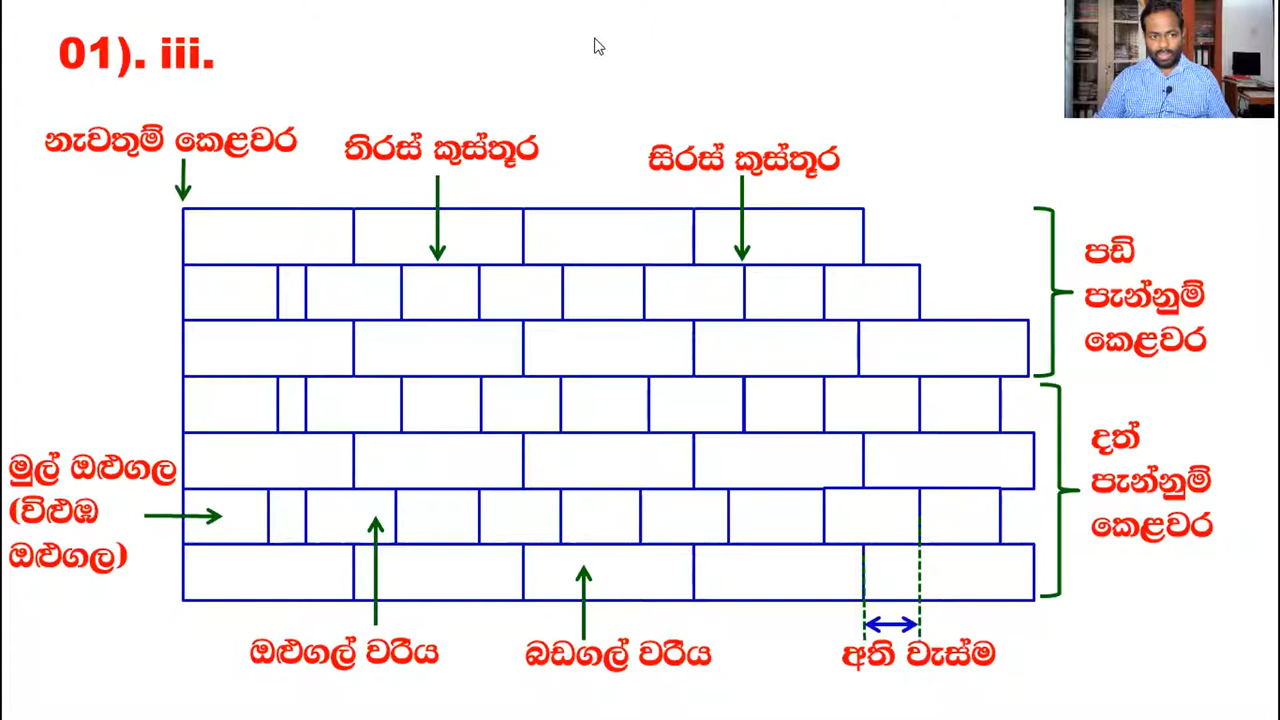 01). iii.
නැවතුම් කෙළවර
තිරස් කුස්තූර
සිරස් කුස්තූර
පඩි
පැන්නුම්
කෙළවර
දත්
පැන්නුම්
කෙළවර
මුල් ඔළුගල
(විළුඹ
ඔළුගල)
ඔළුගල් වරිය
බඩගල් වරිය
අති වැස්ම